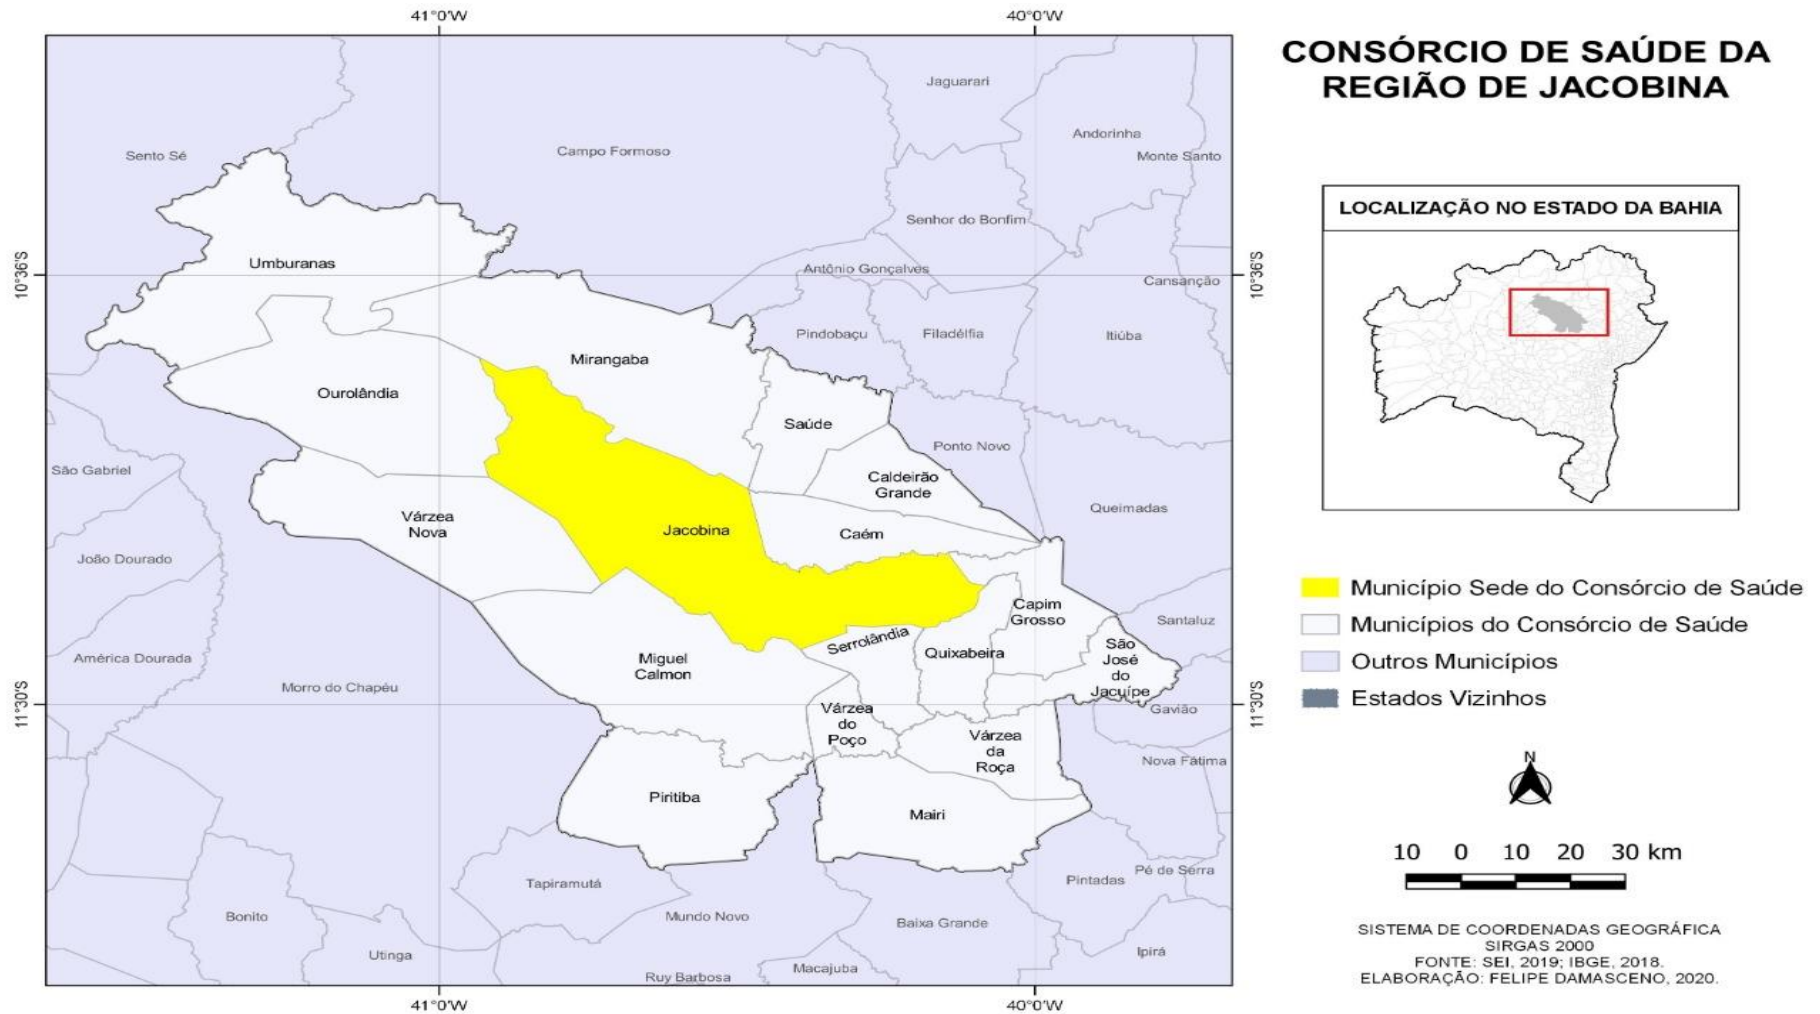 41°0'W
40°0'W
CONSÓRCIO DE SAÚDE DA
REGIÃO DE JACOBINA
Jaguarari
Andorinha
Monte Santo
Sento Sé
Campo Formoso
LOCALIZAÇÃO NO ESTADO DA BAHIA
Senhor do Bonfim
Umburanas
Antônio Gonçalves
Cansanção
10°36'S
10°36'S
Pindobaçu
Filadélfia
Itiúba
Mirangaba
Ourolândia
Saúde
Ponto Novo
São Gabriel
Caldeirão
Grande
Queimadas
Várzea
Nova
Jacobina
Caém
João Dourado
Município Sede do Consórcio de Saúde
Capim
Grosso
Santaluz
Municípios do Consórcio de Saúde
Serrolândia
Quixabeira
São
José
do
Jacuípe
América Dourada
Miguel
Calmon
Outros Municípios
Morro do Chapéu
Estados Vizinhos
11°30'S
11°30'S
Gavião
Várzea
do
Poço
Várzea
da
Roça
Nova Fátima
N
Piritiba
Mairi
10 0 10 20 30 km
Pé de Serra
Pintadas
Tapiramutá
Bonito
Mundo Novo
Baixa Grande
SISTEMA DE COORDENADAS GEOGRÁFICA
SIRGAS 2000
FONTE: SEI, 2019; IBGE, 2018.
ELABORAÇÃO: FELIPE DAMASCENO, 2020.
Utinga
Ipirá
Macajuba
Ruy Barbosa
41°0'W
40°0'W